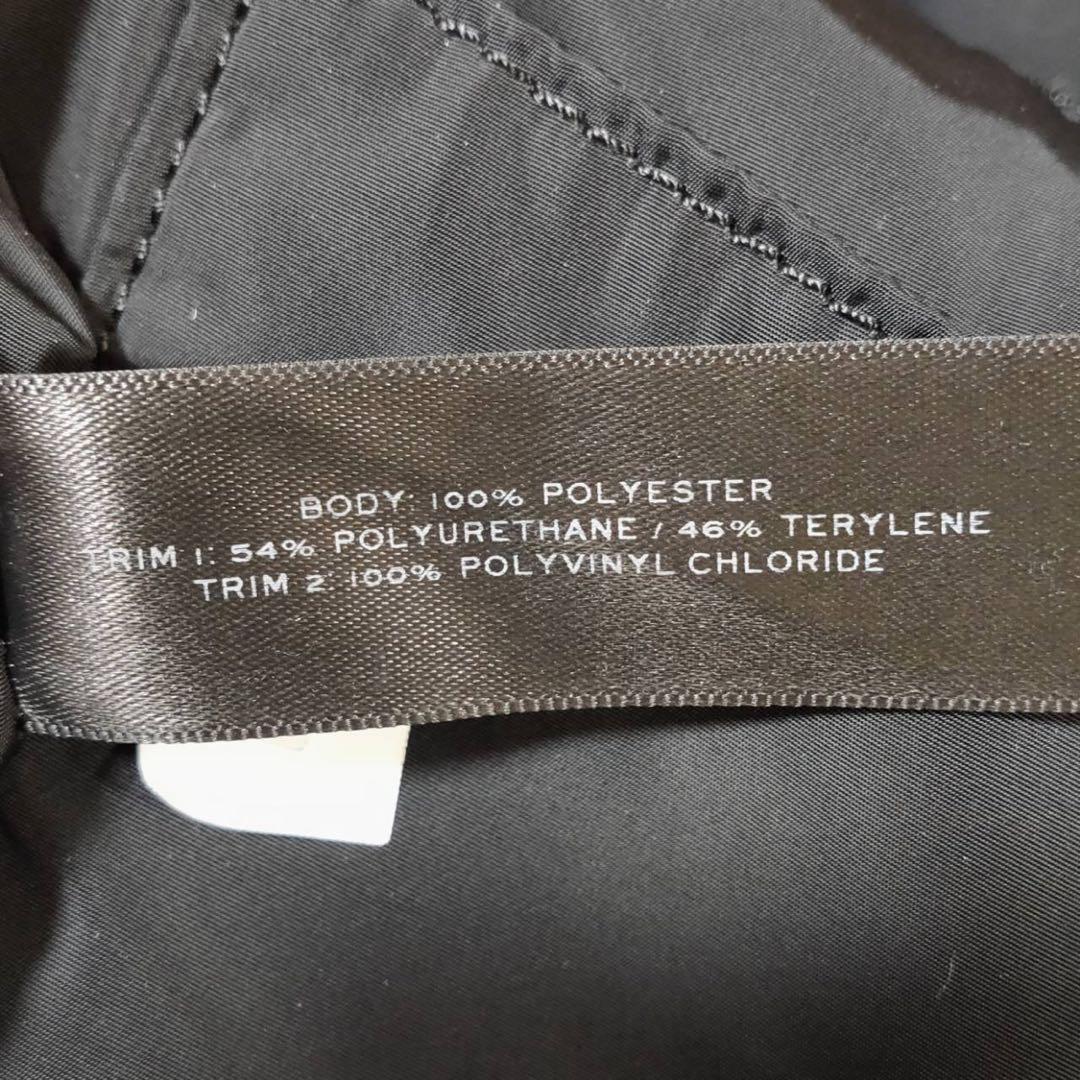 BODY: 100% POLYESTER
TRIM 1: 54% POLYURETHANE / 46% TERYLENE
TRIM 2: 100% POLYVINYL CHLORIDE